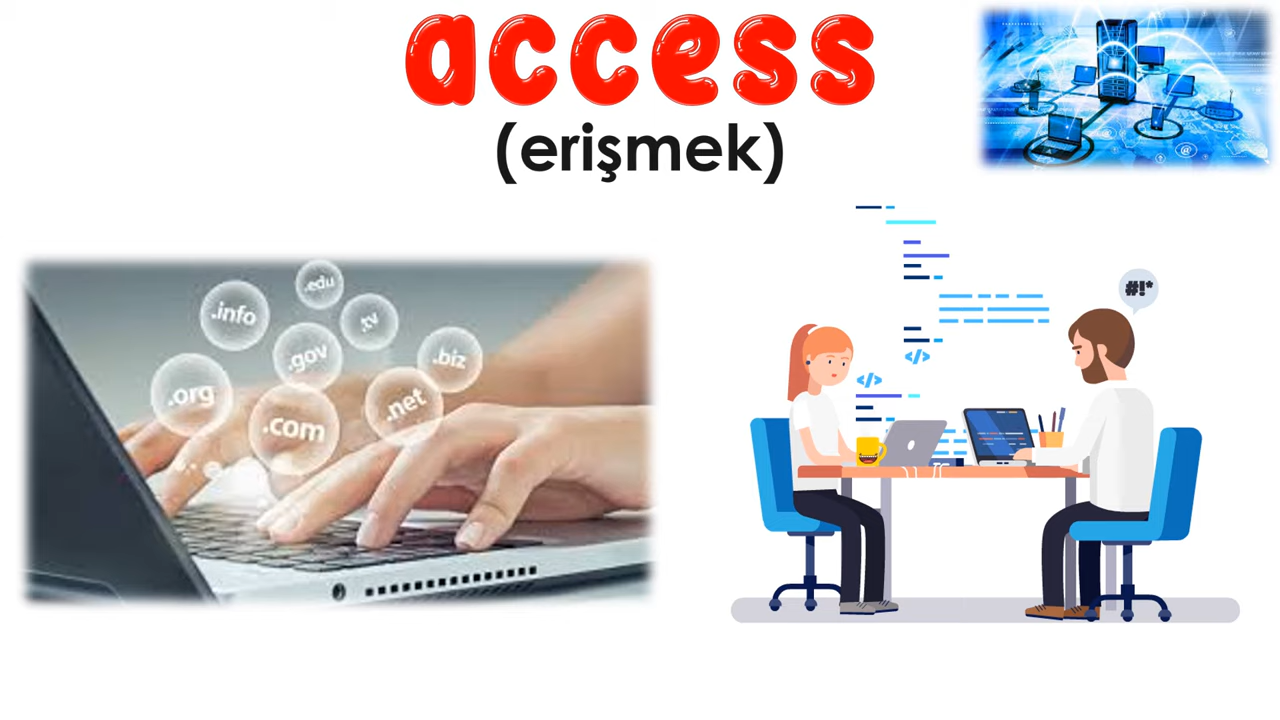 access
(erişmek)
.edu
.info
.tv
.gov
.biz
.org
.net
.com
#!*
</>
</>